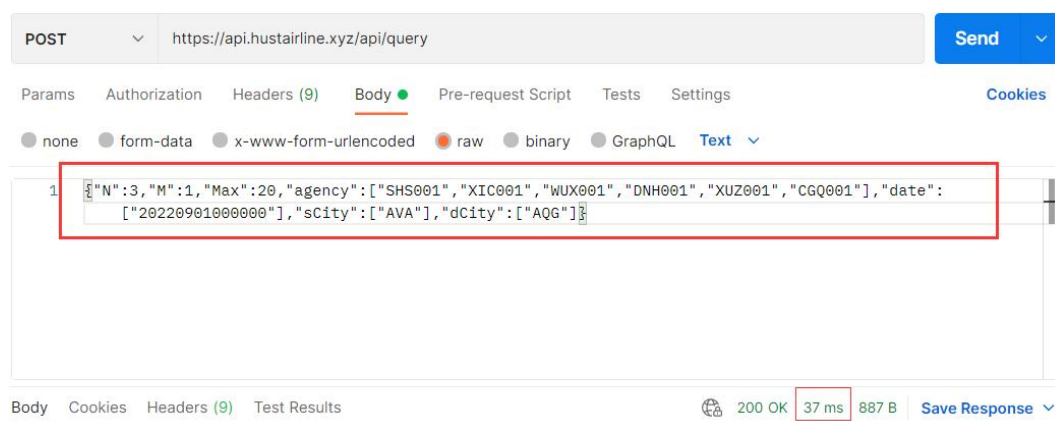 POST https://api.hustairline.xyz/api/query Send
Params Authorization Headers (9) Body Pre-request Script Tests Settings Cookies
none form-data x-www-form-urlencoded raw binary GraphQL Text
1 {"N":3,"M":1,"Max":20,"agency":["SHS001","XIC001","WUX001","DNH001","XUZ001","CGQ001"],"date":
["20220901000000"],"sCity":["AVA"],"dCity":["AQG"]}
Body Cookies Headers (9) Test Results 200 OK 37 ms 887 B Save Response